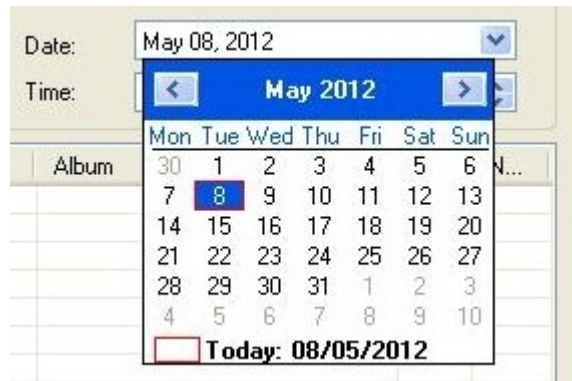 Date: May 08, 2012
Time:
May 2012
Mon Tue Wed Thu Fri Sat Sun
Album N...
30 1 2 3 4 5 6
7 8 9 10 11 12 13
14 15 16 17 18 19 20
21 22 23 24 25 26 27
28 29 30 31 1 2 3
4 5 6 7 8 9 10
Today: 08/05/2012